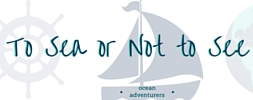 To Sea or Not to See
ocean
adventurers